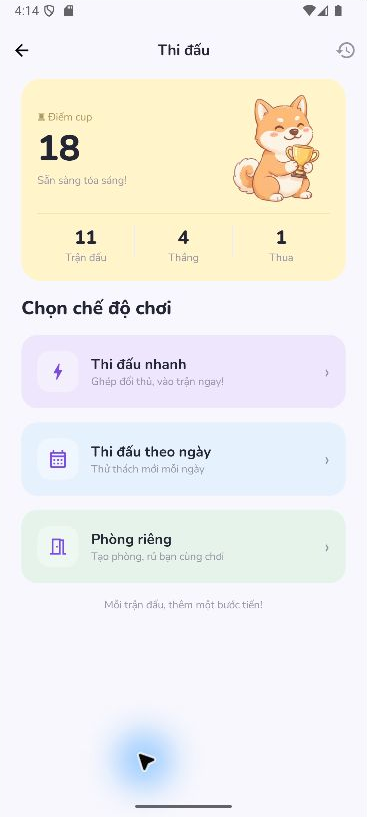 4:14
Thi đấu
Điểm cup
18
Sẵn sàng tỏa sáng!
11
4
1
Trận đấu
Thắng
Thua
Chọn chế độ chơi
Thi đấu nhanh
Ghép đối thủ, vào trận ngay!
Thi đấu theo ngày
Thử thách mới mỗi ngày
Phòng riêng
Tạo phòng, rủ bạn cùng chơi
Mỗi trận đấu, thêm một bước tiến!